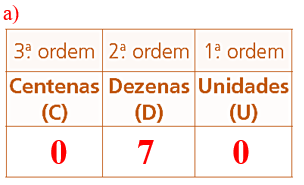 a)
3ª. ordem 2ª. ordem 1ª. ordem
Centenas Dezenas Unidades
(C) (D) (U)
0 7 0